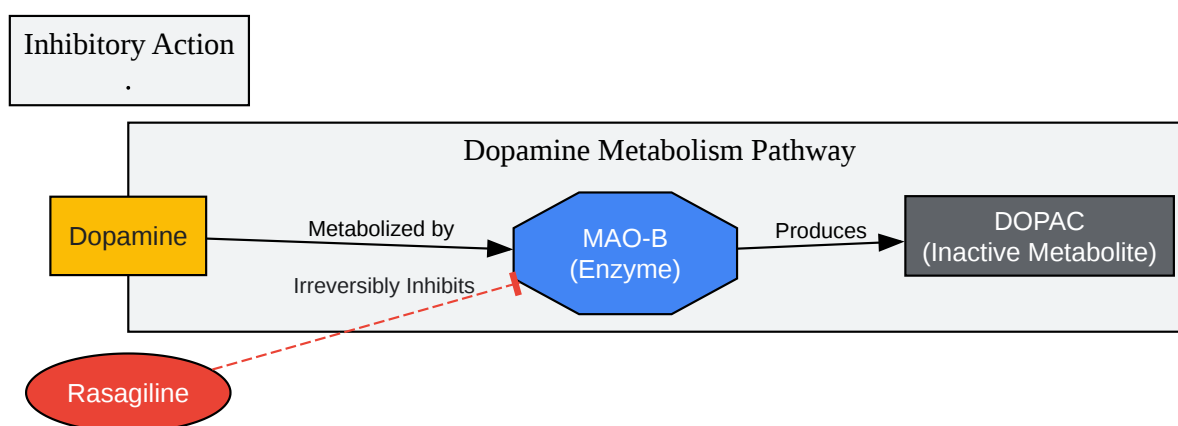 Inhibitory Action
.
Dopamine Metabolism Pathway
Dopamine
Metabolized by
MAO-B
(Enzyme)
Produces
DOPAC
(Inactive Metabolite)
Irreversibly Inhibits
Rasagiline